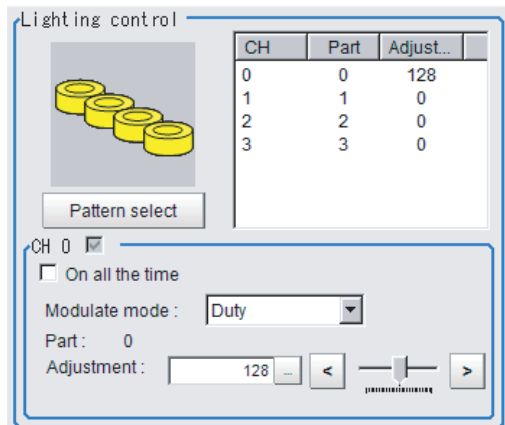 Lighting control
CH Part Adjust...
0 0 128
1 1 0
2 2 0
3 3 0
Pattern select
CH 0
On all the time
Modulate mode : Duty
Part : 0
Adjustment : 128 ... < >